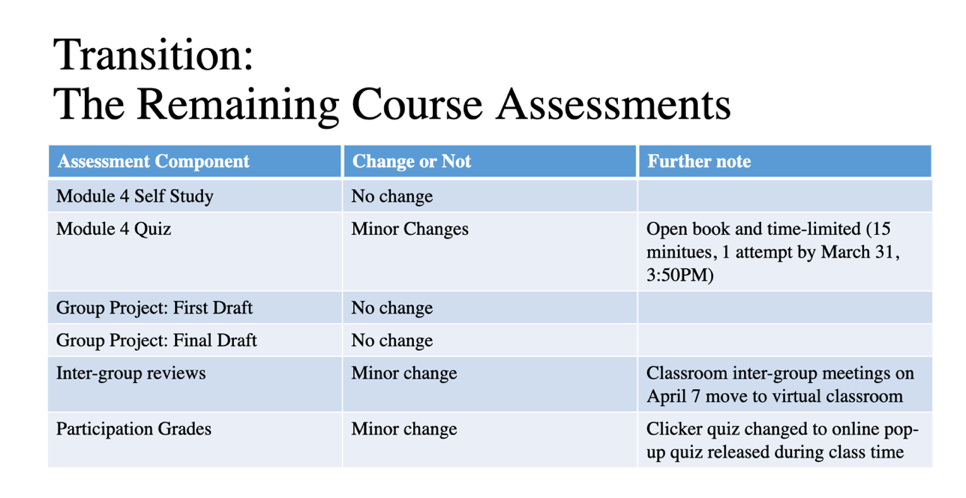 Transition:
The Remaining Course Assessments
Assessment Component Change or Not Further note
Module 4 Self Study No change
Module 4 Quiz Minor Changes Open book and time-limited (15
minitues, 1 attempt by March 31,
3:50PM)
Group Project: First Draft No change
Group Project: Final Draft No change
Inter-group reviews Minor change Classroom inter-group meetings on
April 7 move to virtual classroom
Participation Grades Minor change Clicker quiz changed to online pop-
up quiz released during class time